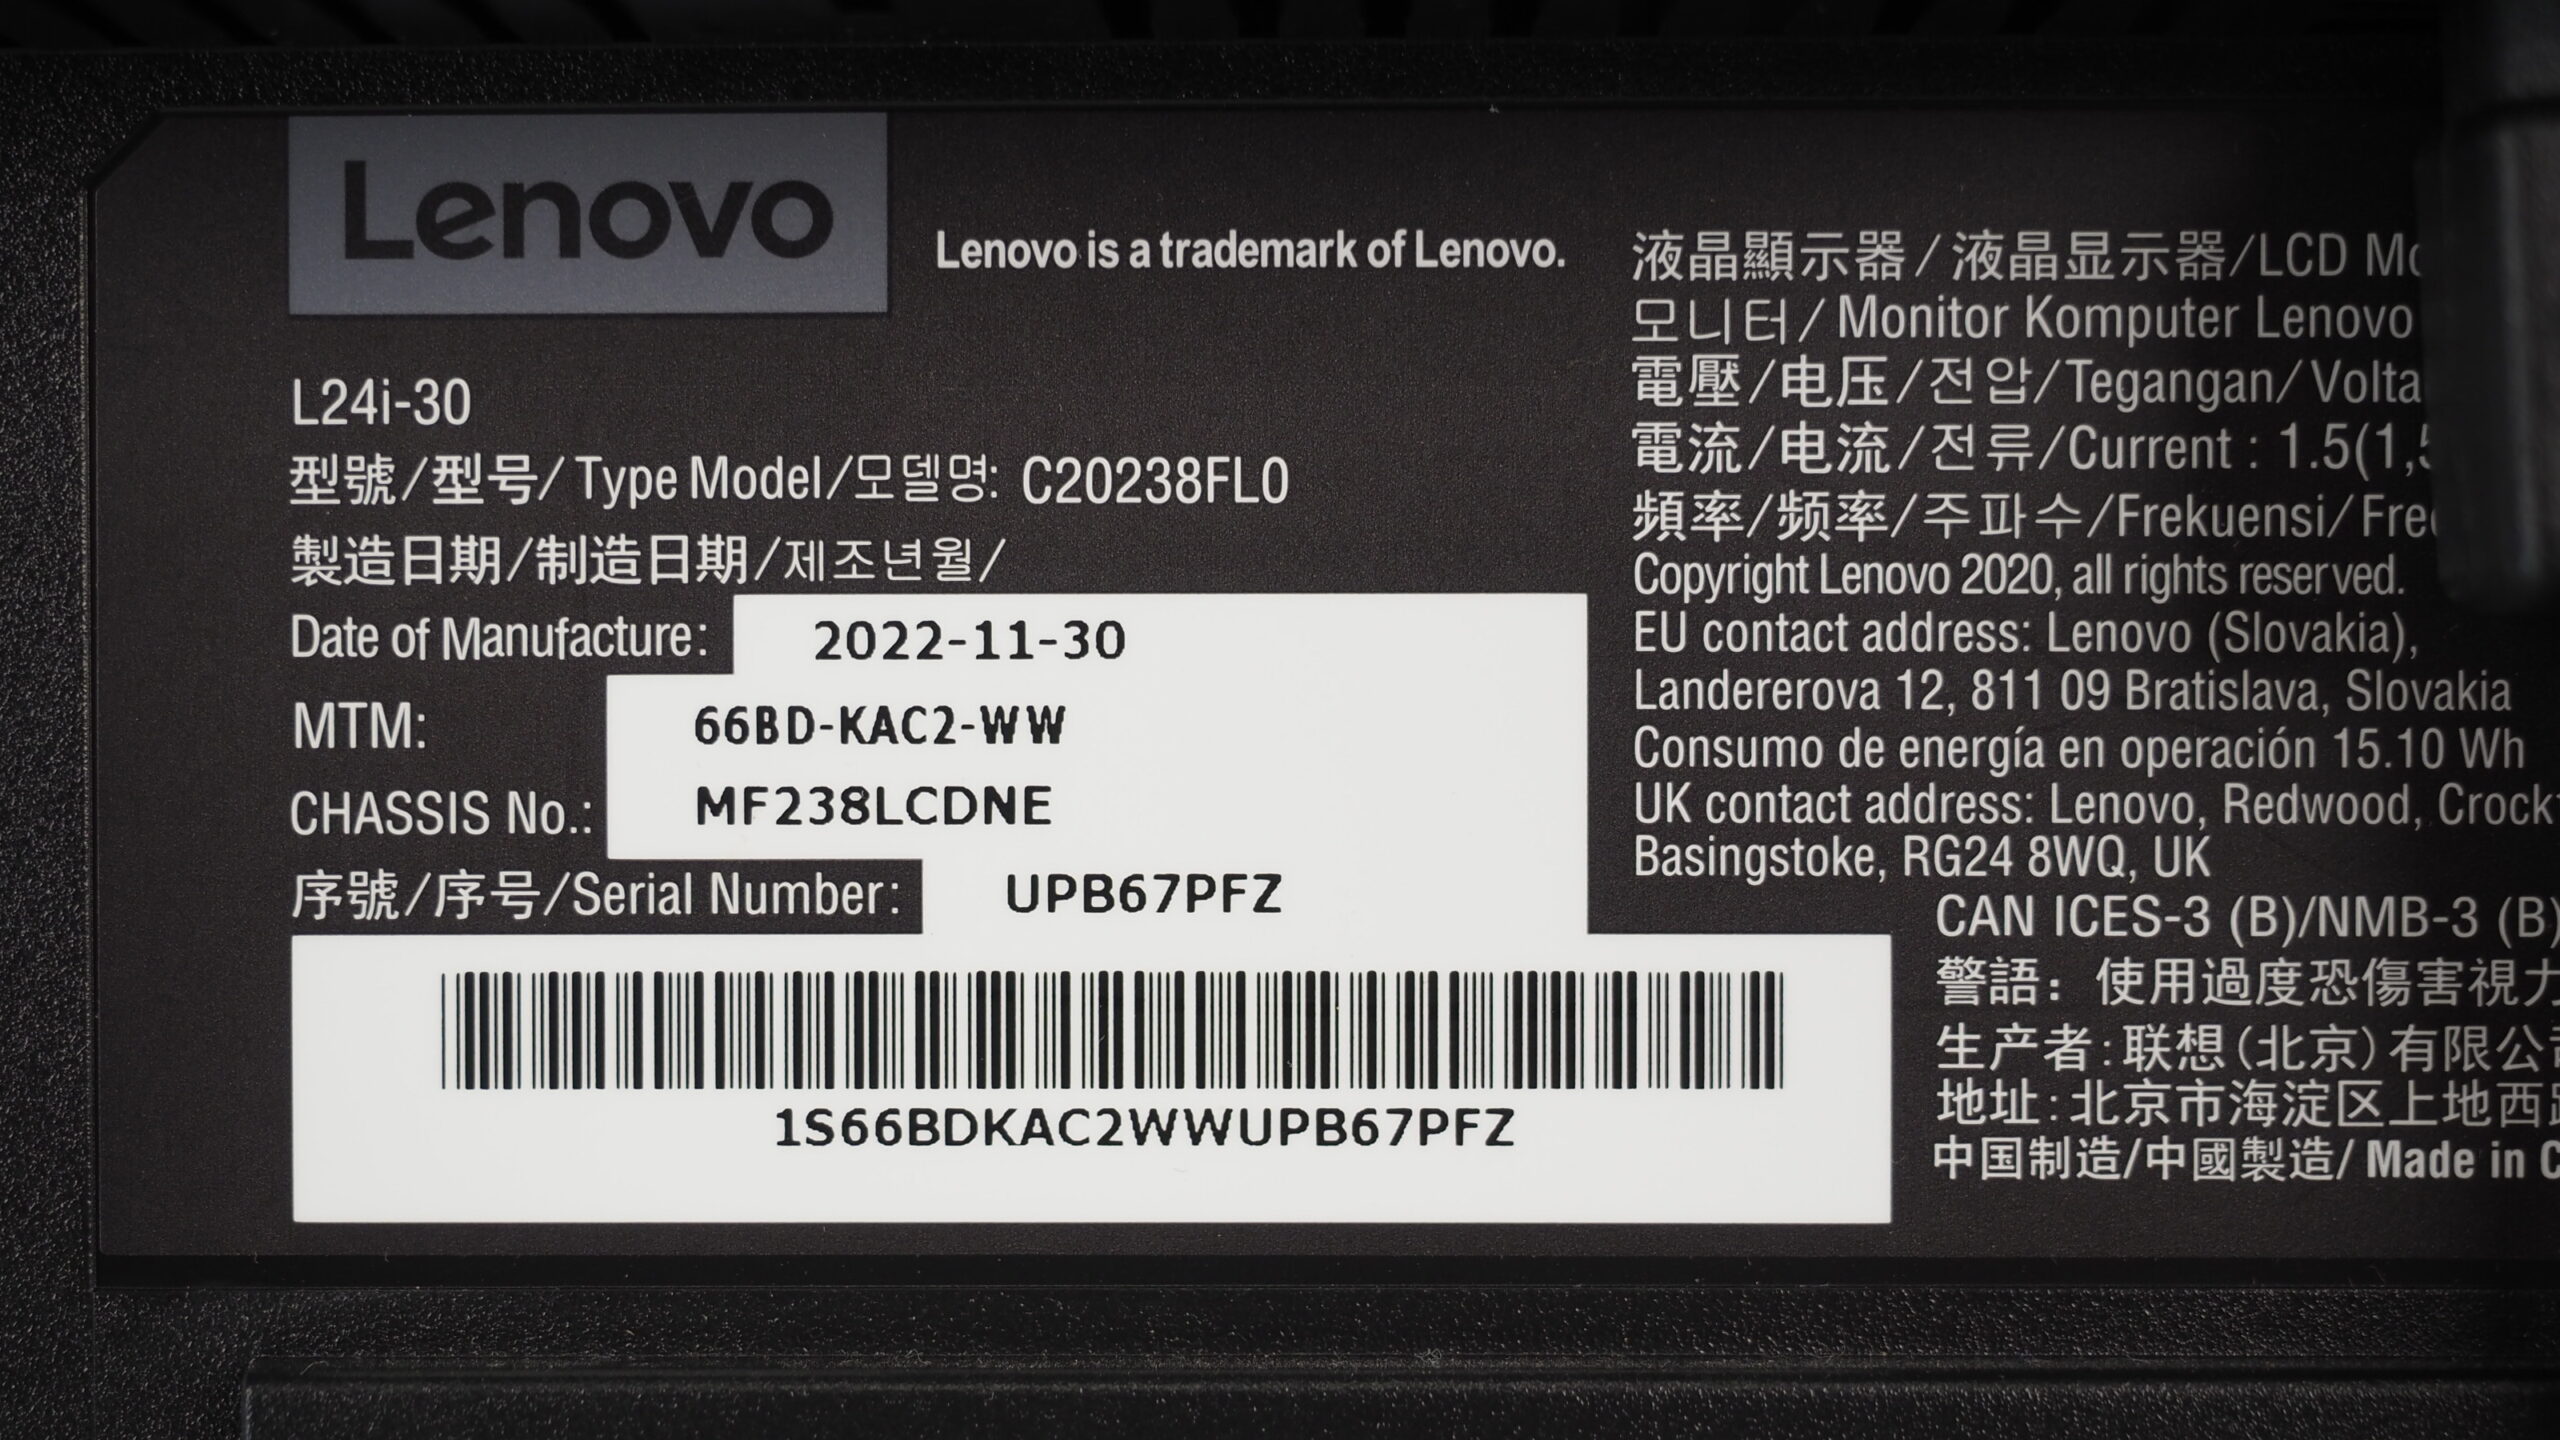 Lenovo
Lenovo is a trademark of Lenovo.
L24i-30
型號/型号/Type Model/모델명: C20238FL0
製造日期/制造日期/제조년월/
Date of Manufacture: 2022-11-30
MTM: 66BD-KAC2-WW
CHASSIS No.: MF238LCDNE
序號/序号/Serial Number: UPB67PFZ
1S66BDKAC2WWUPB67PFZ
液晶顯示器/液晶显示器/LCD
모니터/Monitor Komputer Lenovo
電壓/电压/전압/Tegangan/
電流/电流/전류/Current : 1.5
頻率/频率/주파수/Frekuensi/
Copyright Lenovo 2020, all rights reserved.
EU contact address: Lenovo (Slovakia),
Landererova 12, 811 09 Bratislava, Slovakia
Consumo de energía en operación 15.10 Wh
UK contact address: Lenovo, Redwood,
Basingstoke, RG24 8WQ, UK
CAN ICES-3 (B)/NMB-3 (B)
警語：使用過度恐傷害視力
生产者:联想(北京)有限公
地址:北京市海淀区上地西
中国制造/中國製造/Made in